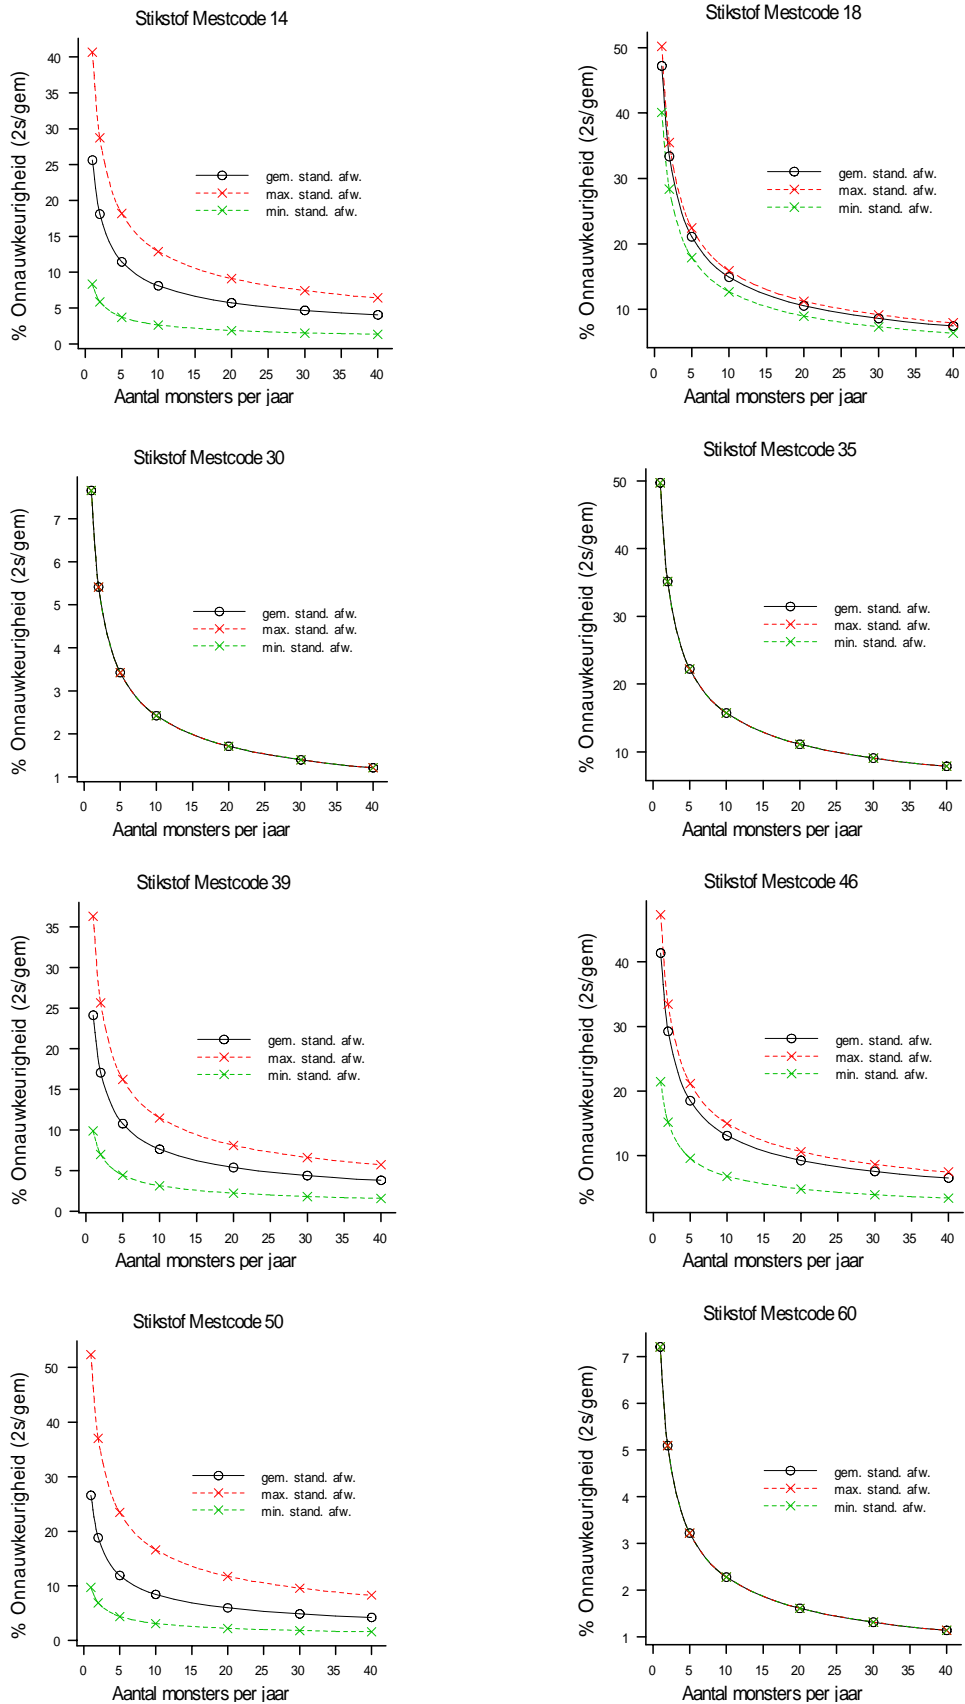 Stikstof Mestcode 14
% Onnauwkeurigheid (2s/gem)
40
35
30
25
20
15
10
5
0
gem. stand. afw.
max. stand. afw.
min. stand. afw.
0 5 10 15 20 25 30 35 40
Aantal monsters per jaar
Stikstof Mestcode 18
% Onnauwkeurigheid (2s/gem)
50
40
30
20
10
gem. stand. afw.
max. stand. afw.
min. stand. afw.
0 5 10 15 20 25 30 35 40
Aantal monsters per jaar
Stikstof Mestcode 30
% Onnauwkeurigheid (2s/gem)
7
6
5
4
3
2
1
gem. stand. afw.
max. stand. afw.
min. stand. afw.
0 5 10 15 20 25 30 35 40
Aantal monsters per jaar
Stikstof Mestcode 35
% Onnauwkeurigheid (2s/gem)
50
40
30
20
10
gem. stand. afw.
max. stand. afw.
min. stand. afw.
0 5 10 15 20 25 30 35 40
Aantal monsters per jaar
Stikstof Mestcode 39
% Onnauwkeurigheid (2s/gem)
35
30
25
20
15
10
5
0
gem. stand. afw.
max. stand. afw.
min. stand. afw.
0 5 10 15 20 25 30 35 40
Aantal monsters per jaar
Stikstof Mestcode 46
% Onnauwkeurigheid (2s/gem)
40
30
20
10
gem. stand. afw.
max. stand. afw.
min. stand. afw.
0 5 10 15 20 25 30 35 40
Aantal monsters per jaar
Stikstof Mestcode 50
% Onnauwkeurigheid (2s/gem)
50
40
30
20
10
0
gem. stand. afw.
max. stand. afw.
min. stand. afw.
0 5 10 15 20 25 30 35 40
Aantal monsters per jaar
Stikstof Mestcode 60
% Onnauwkeurigheid (2s/gem)
7
6
5
4
3
2
1
gem. stand. afw.
max. stand. afw.
min. stand. afw.
0 5 10 15 20 25 30 35 40
Aantal monsters per jaar